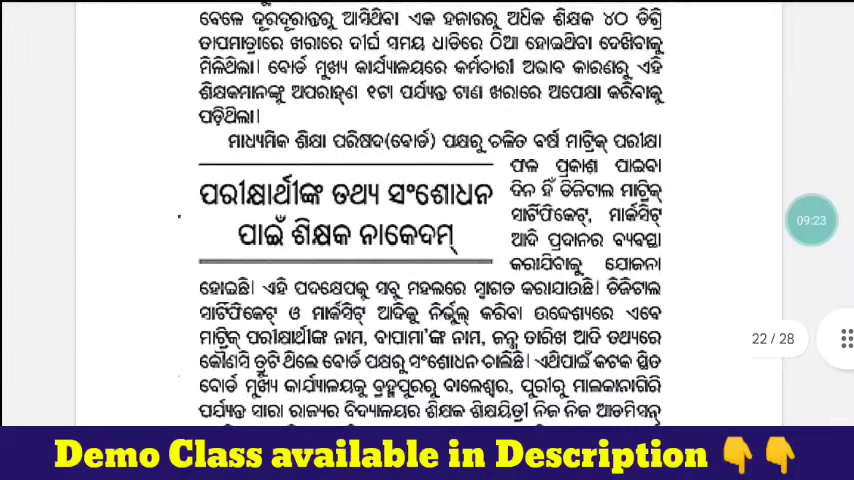 ବେଳେ ଦୂରଦୂରାନ୍ତରୁ ଆସିଥିବା ଏକ ହଜାରରୁ ଅଧିକ ଶିକ୍ଷକ ୪ଠ ଡିଗ୍ରି
ତାପମାତ୍ରାରେ ଖରାରେ ଦୀର୍ଘ ସମୟ ଧାଡିରେ ଠିଆ ହୋଇଥିବା ଦେଖିବାକୁ
ମିଳିଥିଲା। ବୋର୍ଡ ମୁଖ୍ୟ କାର୍ଯ୍ୟାଳୟରେ କର୍ମଚାରୀ ଅଭାବ କାରଣରୁ ଏହି
ଶିକ୍ଷକମାନଙ୍କୁ ଅପରାହ୍ଣ ୧ଟା ପର୍ଯ୍ୟନ୍ତ ଟାଣ ଖରାରେ ଅପେକ୍ଷା କରିବାକୁ
ପଡ଼ିଥିଲା।
ମାଧ୍ୟମିକ ଶିକ୍ଷା ପରିଷଦ(ବୋର୍ଡ) ପକ୍ଷରୁ ଚଳିତ ବର୍ଷ ମାଟ୍ରିକ୍ ପରୀକ୍ଷା
ଫଳ ପ୍ରକାଶ ପାଇବା
ଦିନ ହିଁ ଡିଜିଟାଲ ମାଟ୍ରିକ୍
ସାର୍ଟିଫିକେଟ୍, ମାର୍କସିଟ୍
ଆଦି ପ୍ରଦାନର ବ୍ୟବସ୍ଥା
କରାଯିବାକୁ ଯୋଜନା
ପରୀକ୍ଷାର୍ଥୀଙ୍କ ତଥ୍ୟ ସଂଶୋଧନ
ପାଇଁ ଶିକ୍ଷକ ନାକେଦମ୍
ହୋଇଛି। ଏହି ପଦକ୍ଷେପକୁ ସବୁ ମହଲରେ ସ୍ୱାଗତ କରାଯାଉଛି। ଡିଜିଟାଲ
ସାର୍ଟିଫିକେଟ୍ ଓ ମାର୍କସିଟ୍ ଆଦିକୁ ନିର୍ଭୁଲ୍ କରିବା ଉଦ୍ଦେଶ୍ୟରେ ଏବେ
ମାଟ୍ରିକ୍ ପରୀକ୍ଷାର୍ଥୀଙ୍କ ନାମ, ବାପାମା'ଙ୍କ ନାମ, ଜନ୍ମ ତାରିଖ ଆଦି ତଥ୍ୟରେ
କୌଣସି ତ୍ରୁଟି ଥିଲେ ବୋର୍ଡ ପକ୍ଷରୁ ସଂଶୋଧନ ଚାଲିଛି। ଏଥିପାଇଁ କଟକ ସ୍ଥିତ
ବୋର୍ଡ ମୁଖ୍ୟ କାର୍ଯ୍ୟାଳୟକୁ ବ୍ରହ୍ମପୁରରୁ ବାଲେଶ୍ୱର, ପୁରୀରୁ ମାଲକାନାଗିରି
ପର୍ଯ୍ୟନ୍ତ ସାରା ରାଜ୍ୟର ବିଦ୍ୟାଳୟର ଶିକ୍ଷକ ଶିକ୍ଷୟିତ୍ରୀ ନିଜ ନିଜ ଆଡମିସନ୍
09:23
22 / 28
Demo Class available in Description 👇👇